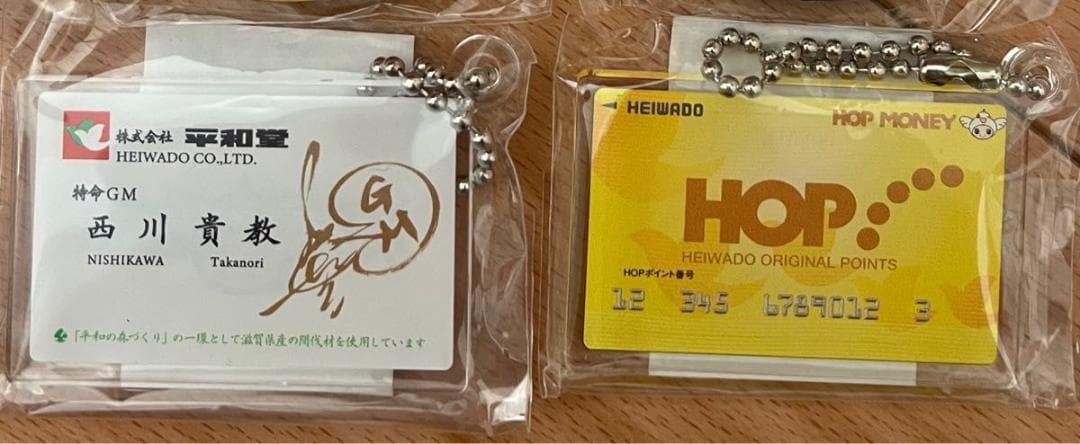 株式会社 平和堂
HEIWADO CO.,LTD.
特命GM
西川 貴教
NISHIKAWA Takanori
「平和の森づくり」の一環として滋賀県産の間伐材を使用しています
HEIWADO
HOP MONEY
HOP
HEIWADO ORIGINAL POINTS
HOPポイント番号
12 345 6789012 3